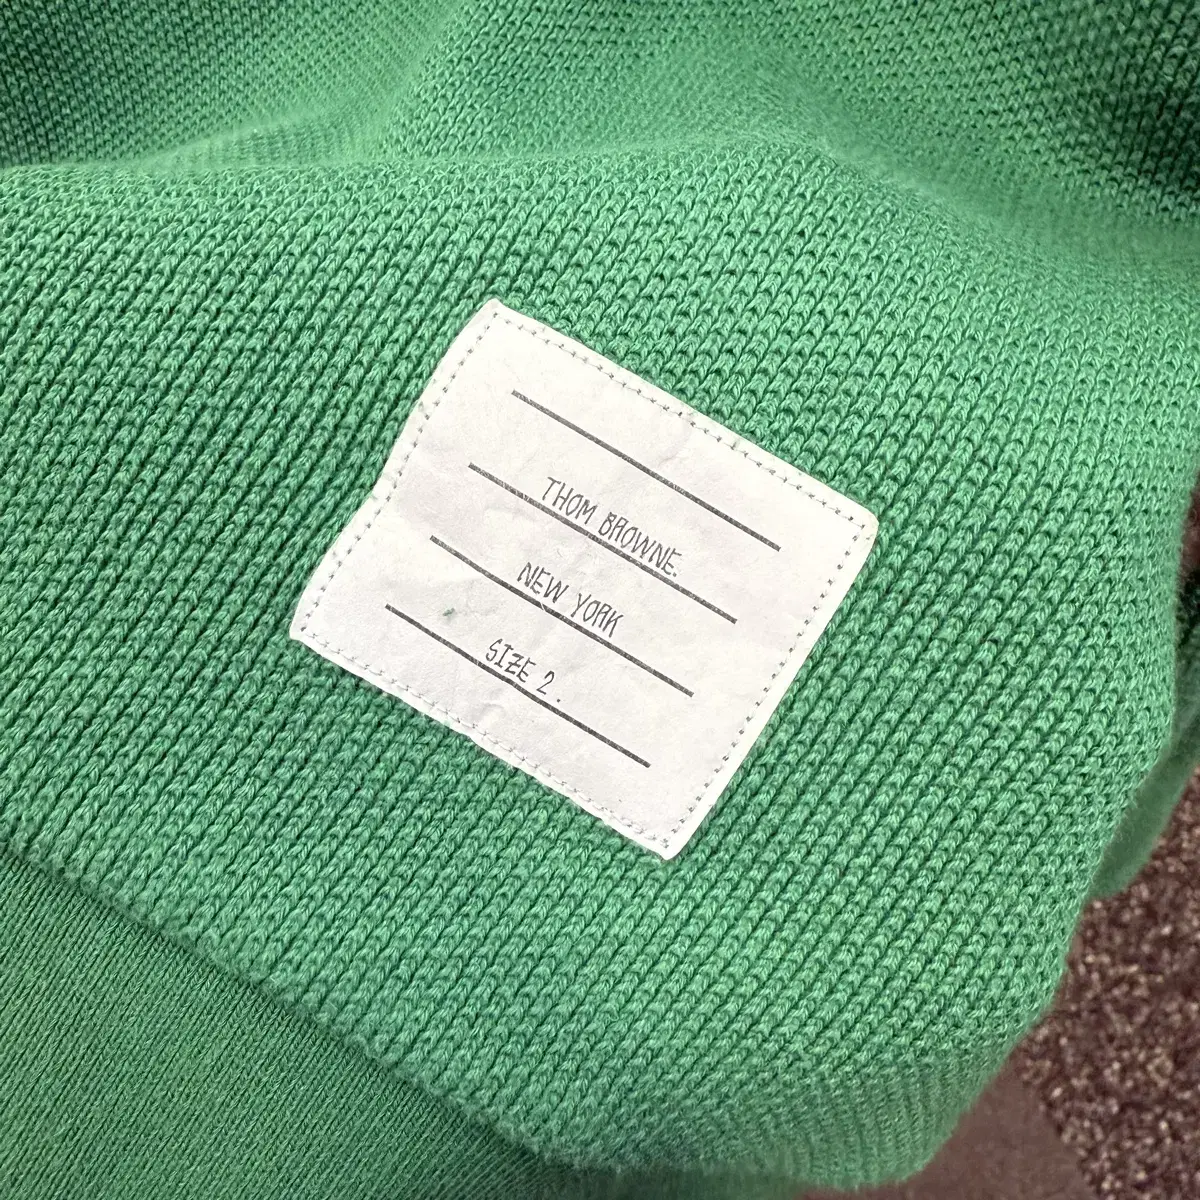 THOM BROWNE.
NEW YORK
SIZE 2.